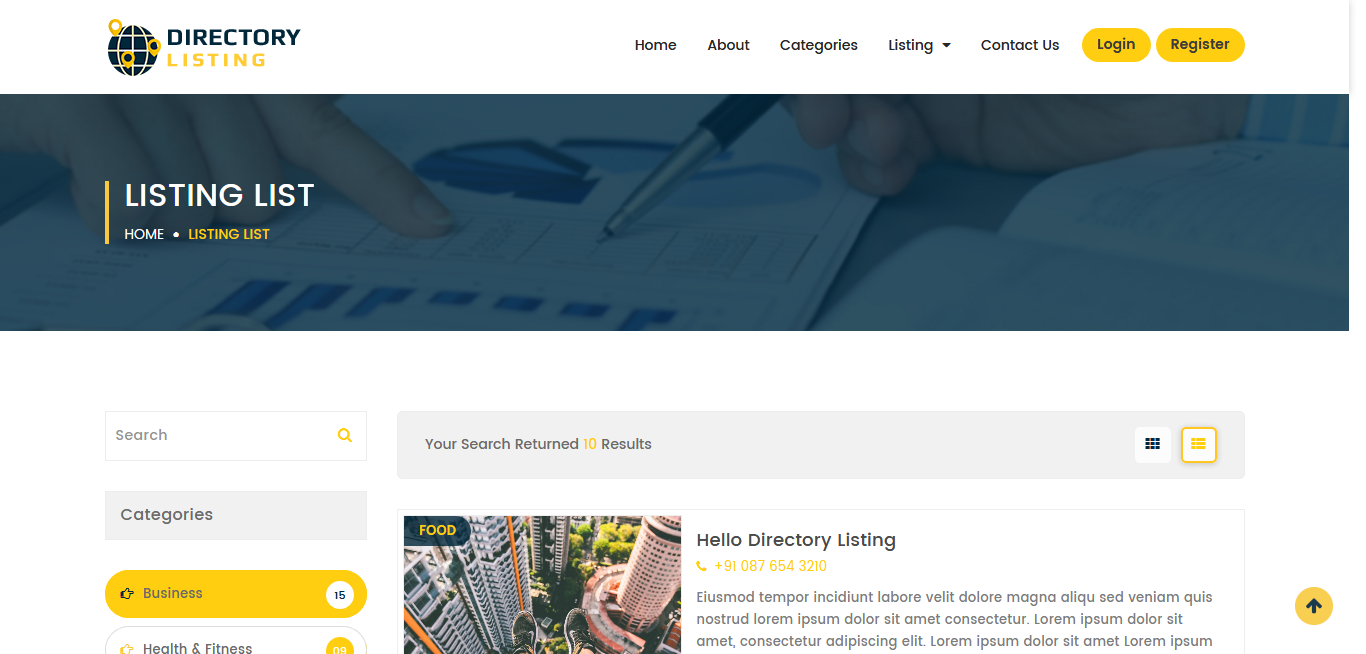 DIRECTORY
LISTING
Home About Categories Listing Contact Us Login Register
LISTING LIST
HOME • LISTING LIST
Search
Your Search Returned 10 Results
Categories
FOOD
Hello Directory Listing
+91 087 654 3210
Business 15
Eiusmod tempor incidiunt labore velit dolore magna aliqu sed veniam quis
nostrud lorem ipsum dolor sit amet consectetur. Lorem ipsum dolor sit
amet, consectetur adipiscing elit. Lorem ipsum dolor sit amet Lorem ipsum
Health & Fitness 09